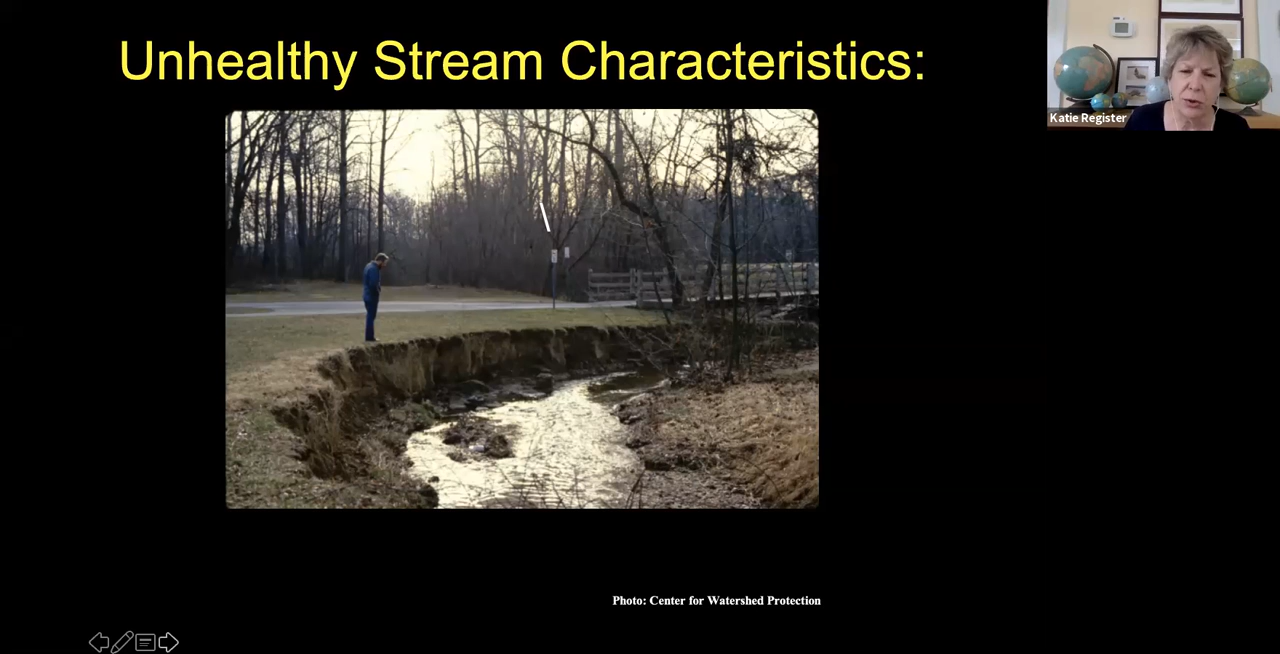 Unhealthy Stream Characteristics:
Katie Register
Photo: Center for Watershed Protection